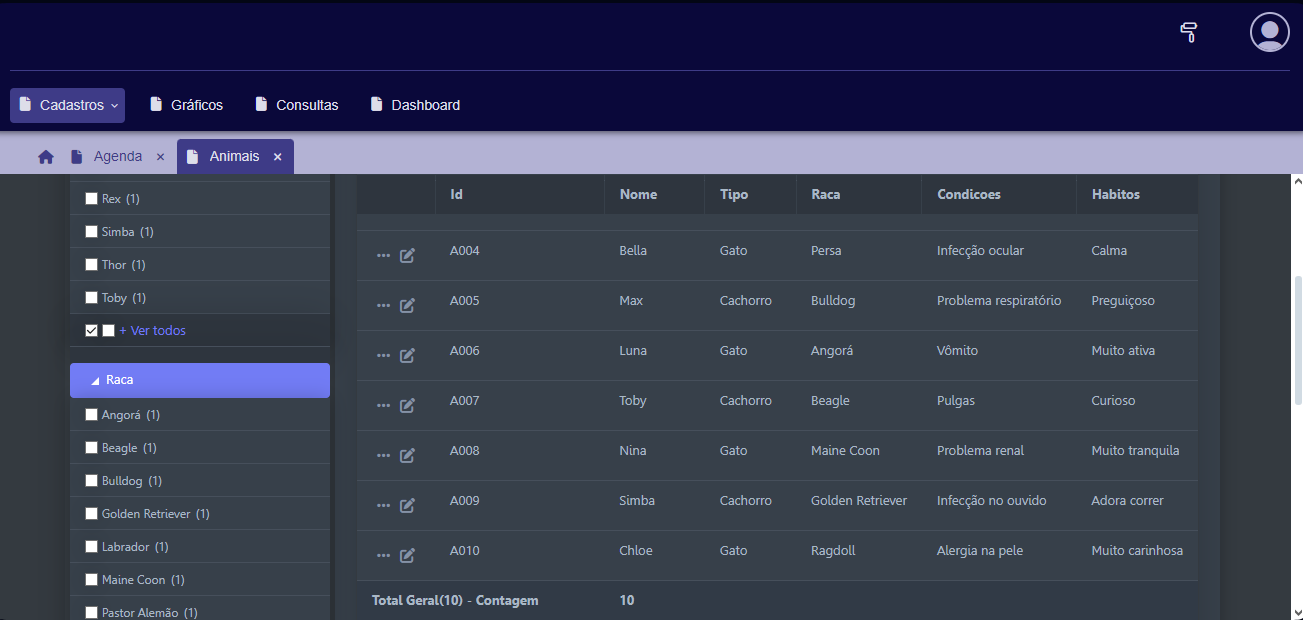 Cadastros Gráficos Consultas Dashboard
Agenda × Animais ×
Rex (1)
Simba (1)
Thor (1)
Toby (1)
+ Ver todos
Raca
Angorá (1)
Beagle (1)
Bulldog (1)
Golden Retriever (1)
Labrador (1)
Maine Coon (1)
Pastor Alemão (1)
Id Nome Tipo Raca Condicoes Habitos
A004 Bella Gato Persa Infecção ocular Calma
A005 Max Cachorro Bulldog Problema respiratório Preguiçoso
A006 Luna Gato Angorá Vômito Muito ativa
A007 Toby Cachorro Beagle Pulgas Curioso
A008 Nina Gato Maine Coon Problema renal Muito tranquila
A009 Simba Cachorro Golden Retriever Infecção no ouvido Adora correr
A010 Chloe Gato Ragdoll Alergia na pele Muito carinhosa
Total Geral(10) - Contagem 10